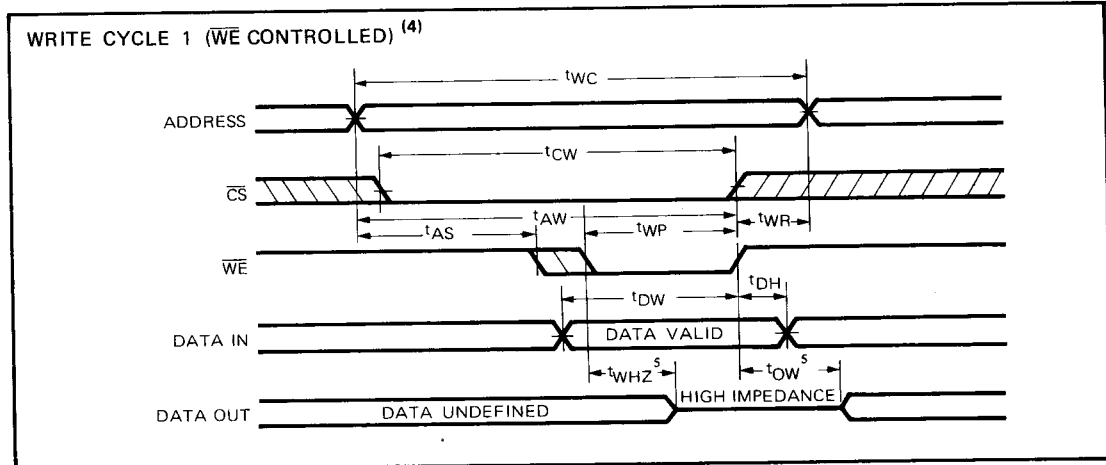 WRITE CYCLE 1 (WE CONTROLLED) (4)
tWC
ADDRESS
tCW
CS
tAW
tAS
tWP
tWR
WE
tDW
tDH
DATA IN
DATA VALID
tWHZ 5
tOW 5
HIGH IMPEDANCE
DATA OUT
DATA UNDEFINED